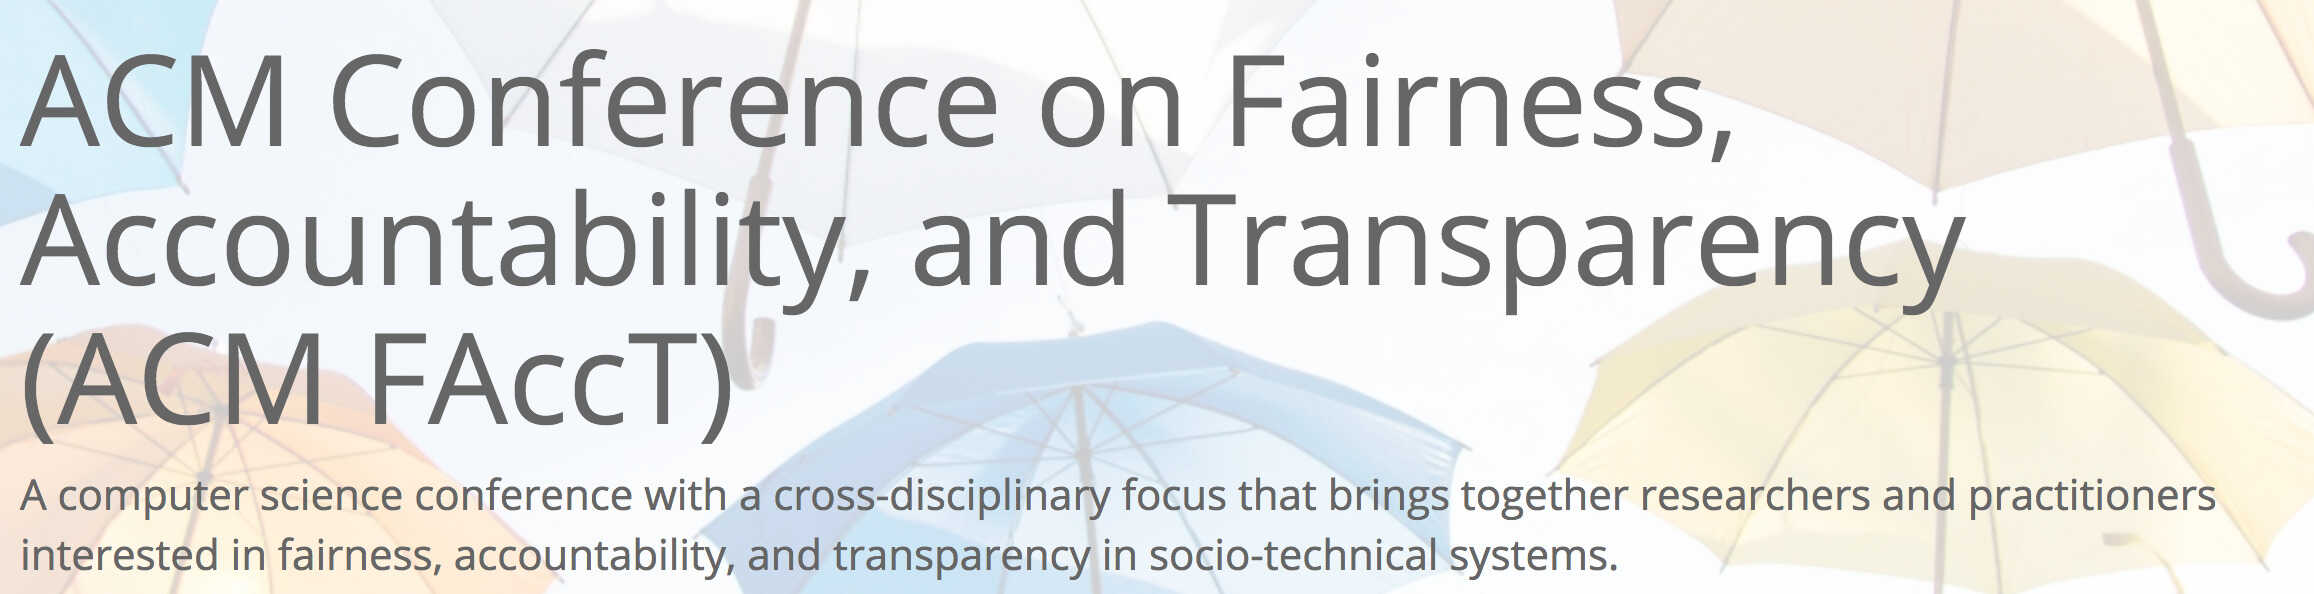 ACM Conference on Fairness,
Accountability, and Transparency
(ACM FAccT)
A computer science conference with a cross-disciplinary focus that brings together researchers and practitioners
interested in fairness, accountability, and transparency in socio-technical systems.